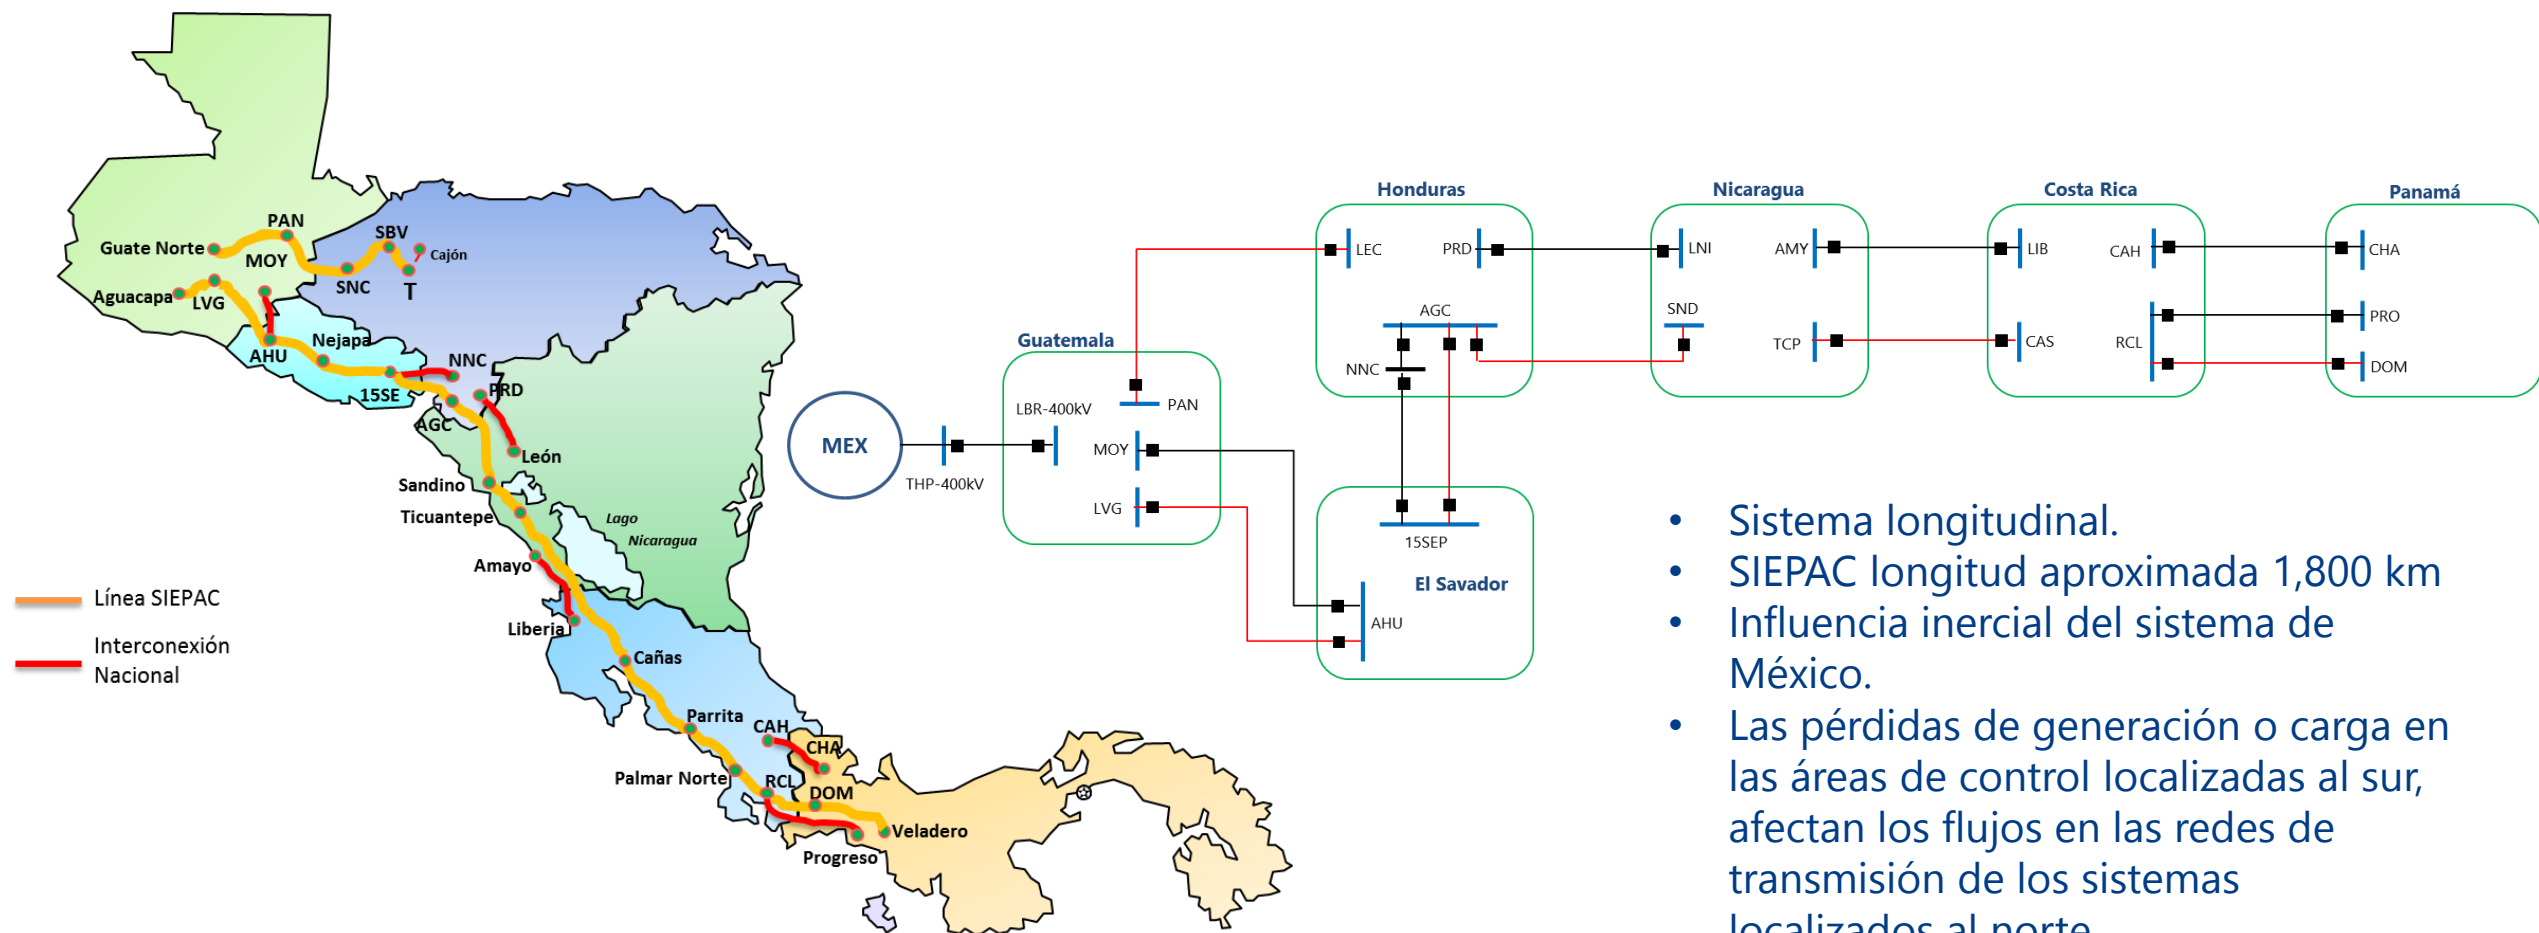 PAN
SBV
Guate Norte
MOY
Cajón
SNC
T
Aguacapa
LVG
Nejapa
AHU
NNC
15SE
PRD
AGC
León
Sandino
Ticuantepe
Lago
Nicaragua
Amayo
Liberia
Cañas
Parrita
CAH
CHA
Palmar Norte
RCL
DOM
Veladero
Progreso
Línea SIEPAC
Interconexión
Nacional
Honduras
Nicaragua
Costa Rica
Panamá
LEC
PRD
LNI
AMY
LIB
CAH
CHA
AGC
SND
PRO
NNC
TCP
CAS
RCL
DOM
Guatemala
LBR-400kV
PAN
MEX
MOY
THP-400kV
LVG
15SEP
El Savador
AHU
• Sistema longitudinal.
• SIEPAC longitud aproximada 1,800 km
• Influencia inercial del sistema de
México.
• Las pérdidas de generación o carga en
las áreas de control localizadas al sur,
afectan los flujos en las redes de
transmisión de los sistemas
localizados al norte